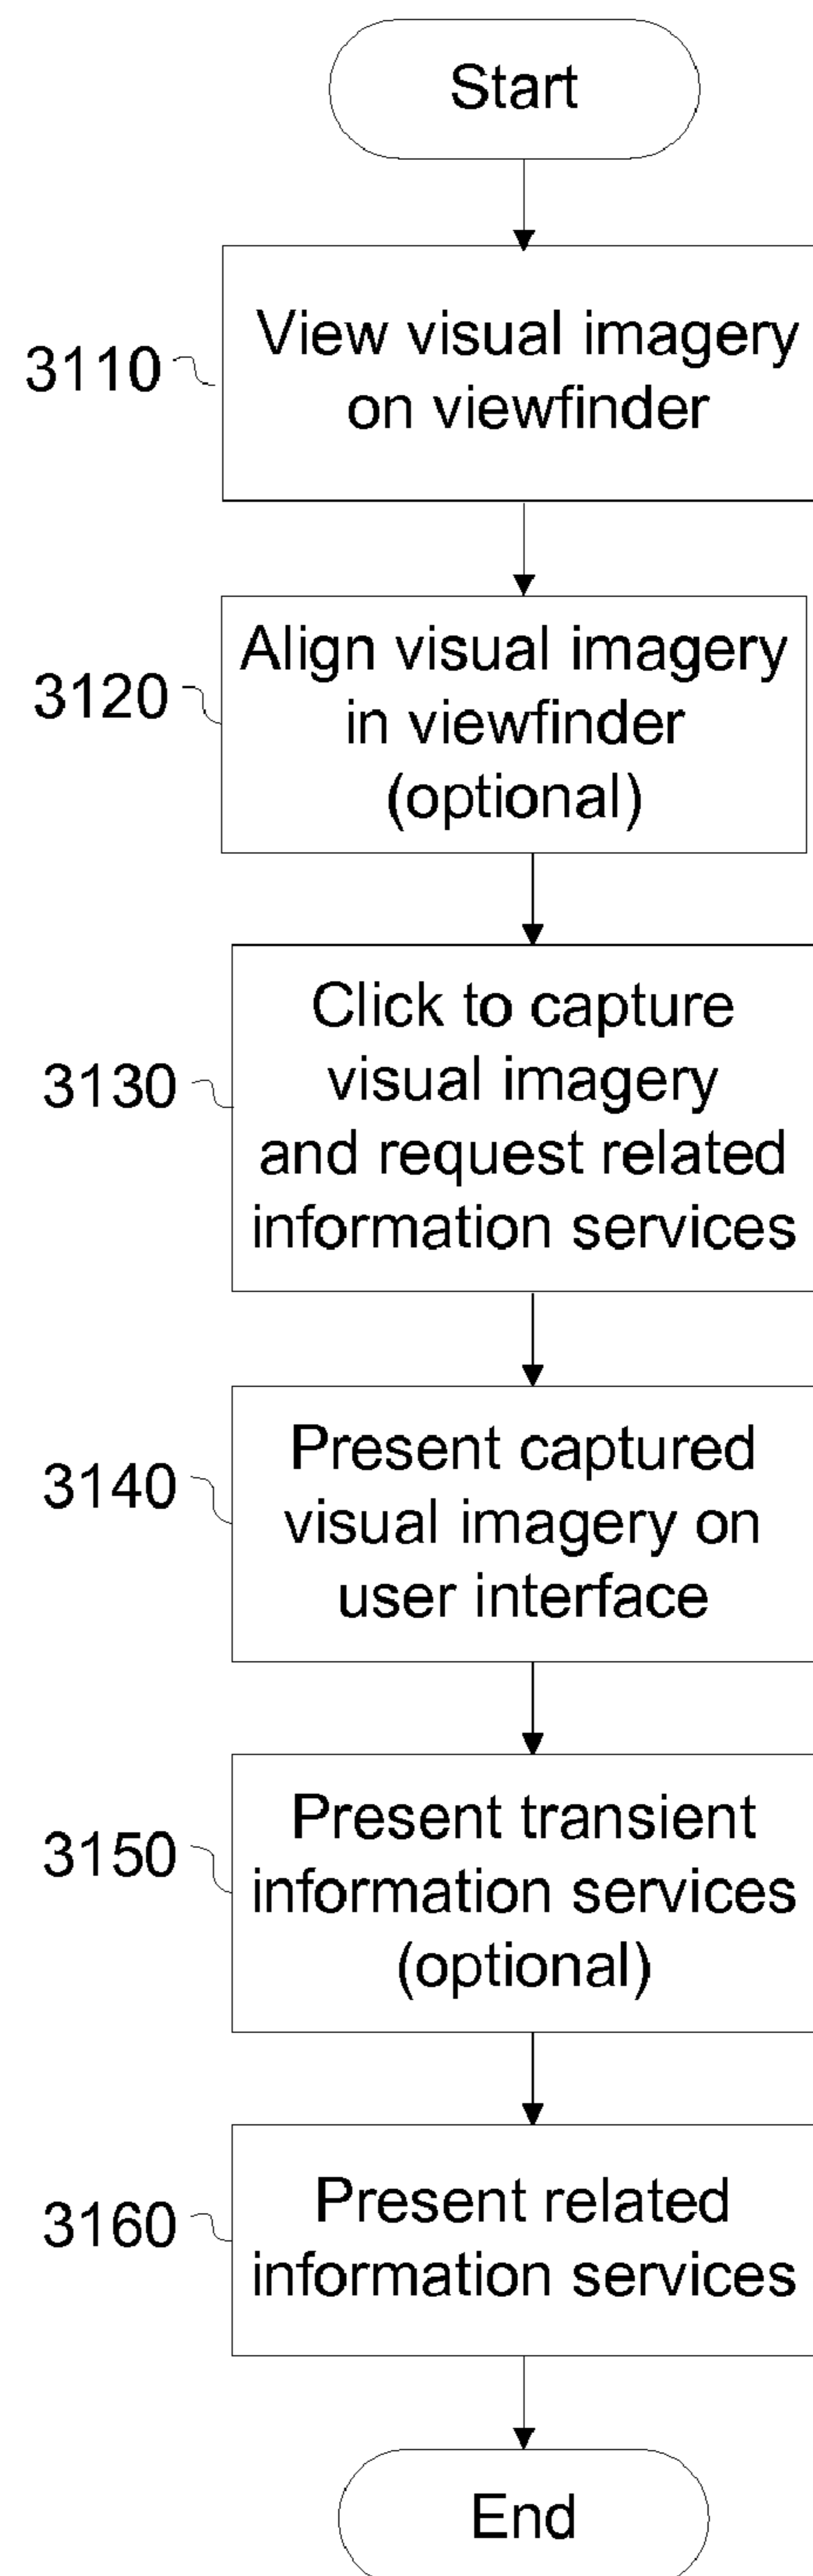 Start
3110
View visual imagery
on viewfinder
3120
Align visual imagery
in viewfinder
(optional)
3130
Click to capture
visual imagery
and request related
information services
3140
Present captured
visual imagery on
user interface
3150
Present transient
information services
(optional)
3160
Present related
information services
End